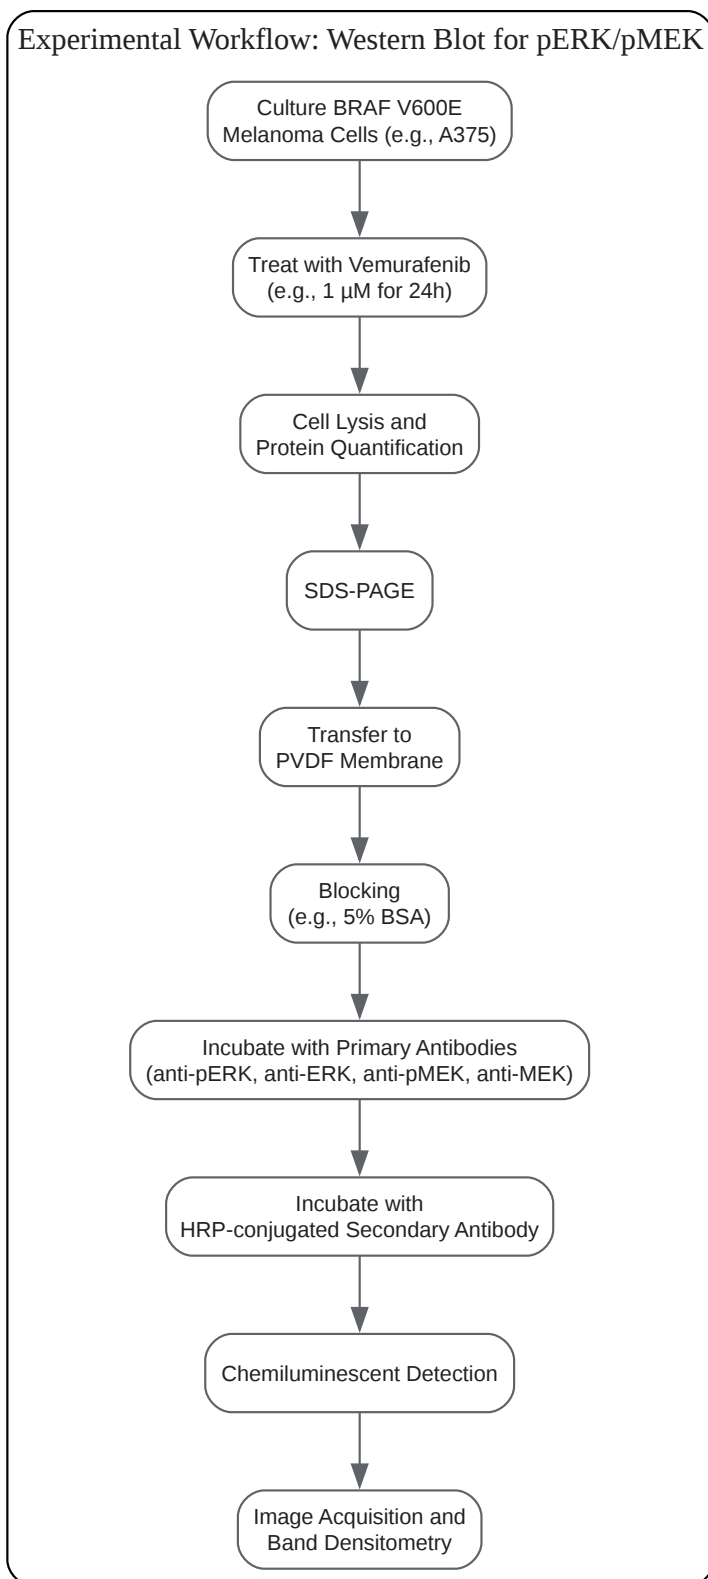 Experimental Workflow: Western Blot for pERK/pMEK
Culture BRAF V600E
Melanoma Cells (e.g., A375)
Treat with Vemurafenib
(e.g., 1 µM for 24h)
Cell Lysis and
Protein Quantification
SDS-PAGE
Transfer to
PVDF Membrane
Blocking
(e.g., 5% BSA)
Incubate with Primary Antibodies
(anti-pERK, anti-ERK, anti-pMEK, anti-MEK)
Incubate with
HRP-conjugated Secondary Antibody
Chemiluminescent Detection
Image Acquisition and
Band Densitometry